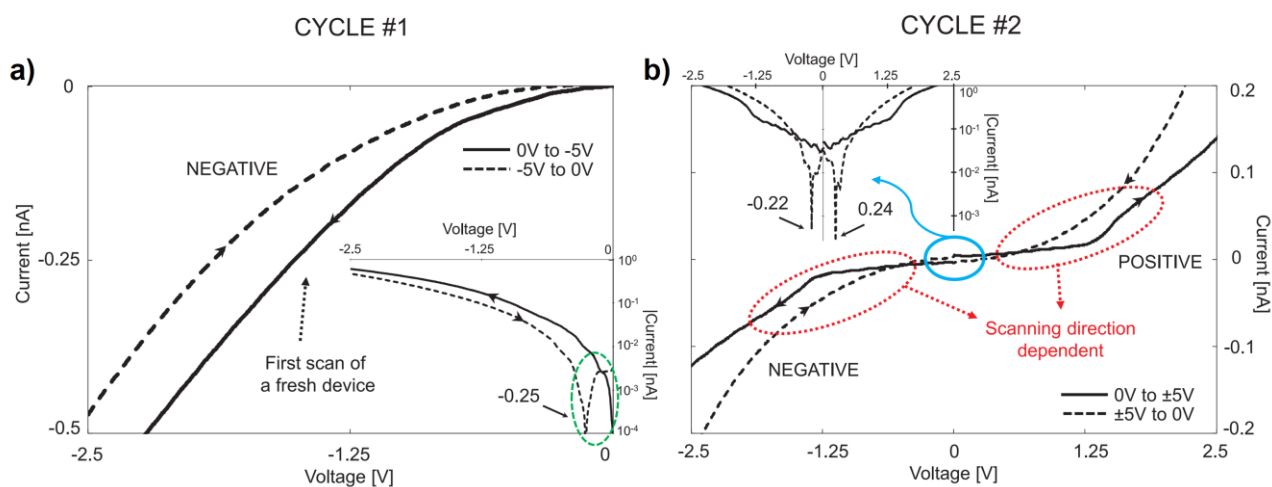 CYCLE #1
CYCLE #2
a)
0
-0.25
-0.5
Current [nA]
-2.5
-1.25
0
Voltage [V]
NEGATIVE
0V to -5V
-5V to 0V
First scan of
a fresh device
Voltage [V]
-2.5
-1.25
0
10^0
10^-1
10^-2
10^-3
10^-4
|Current| [nA]
-0.25
b)
Voltage [V]
-2.5
-1.25
0
1.25
2.5
10^0
10^-1
10^-2
10^-3
|Current| [nA]
-0.22
0.24
POSITIVE
Scanning direction
dependent
NEGATIVE
0V to ±5V
±5V to 0V
0.2
0.1
0
-0.1
-0.2
Current [nA]
-2.5
-1.25
0
1.25
2.5
Voltage [V]